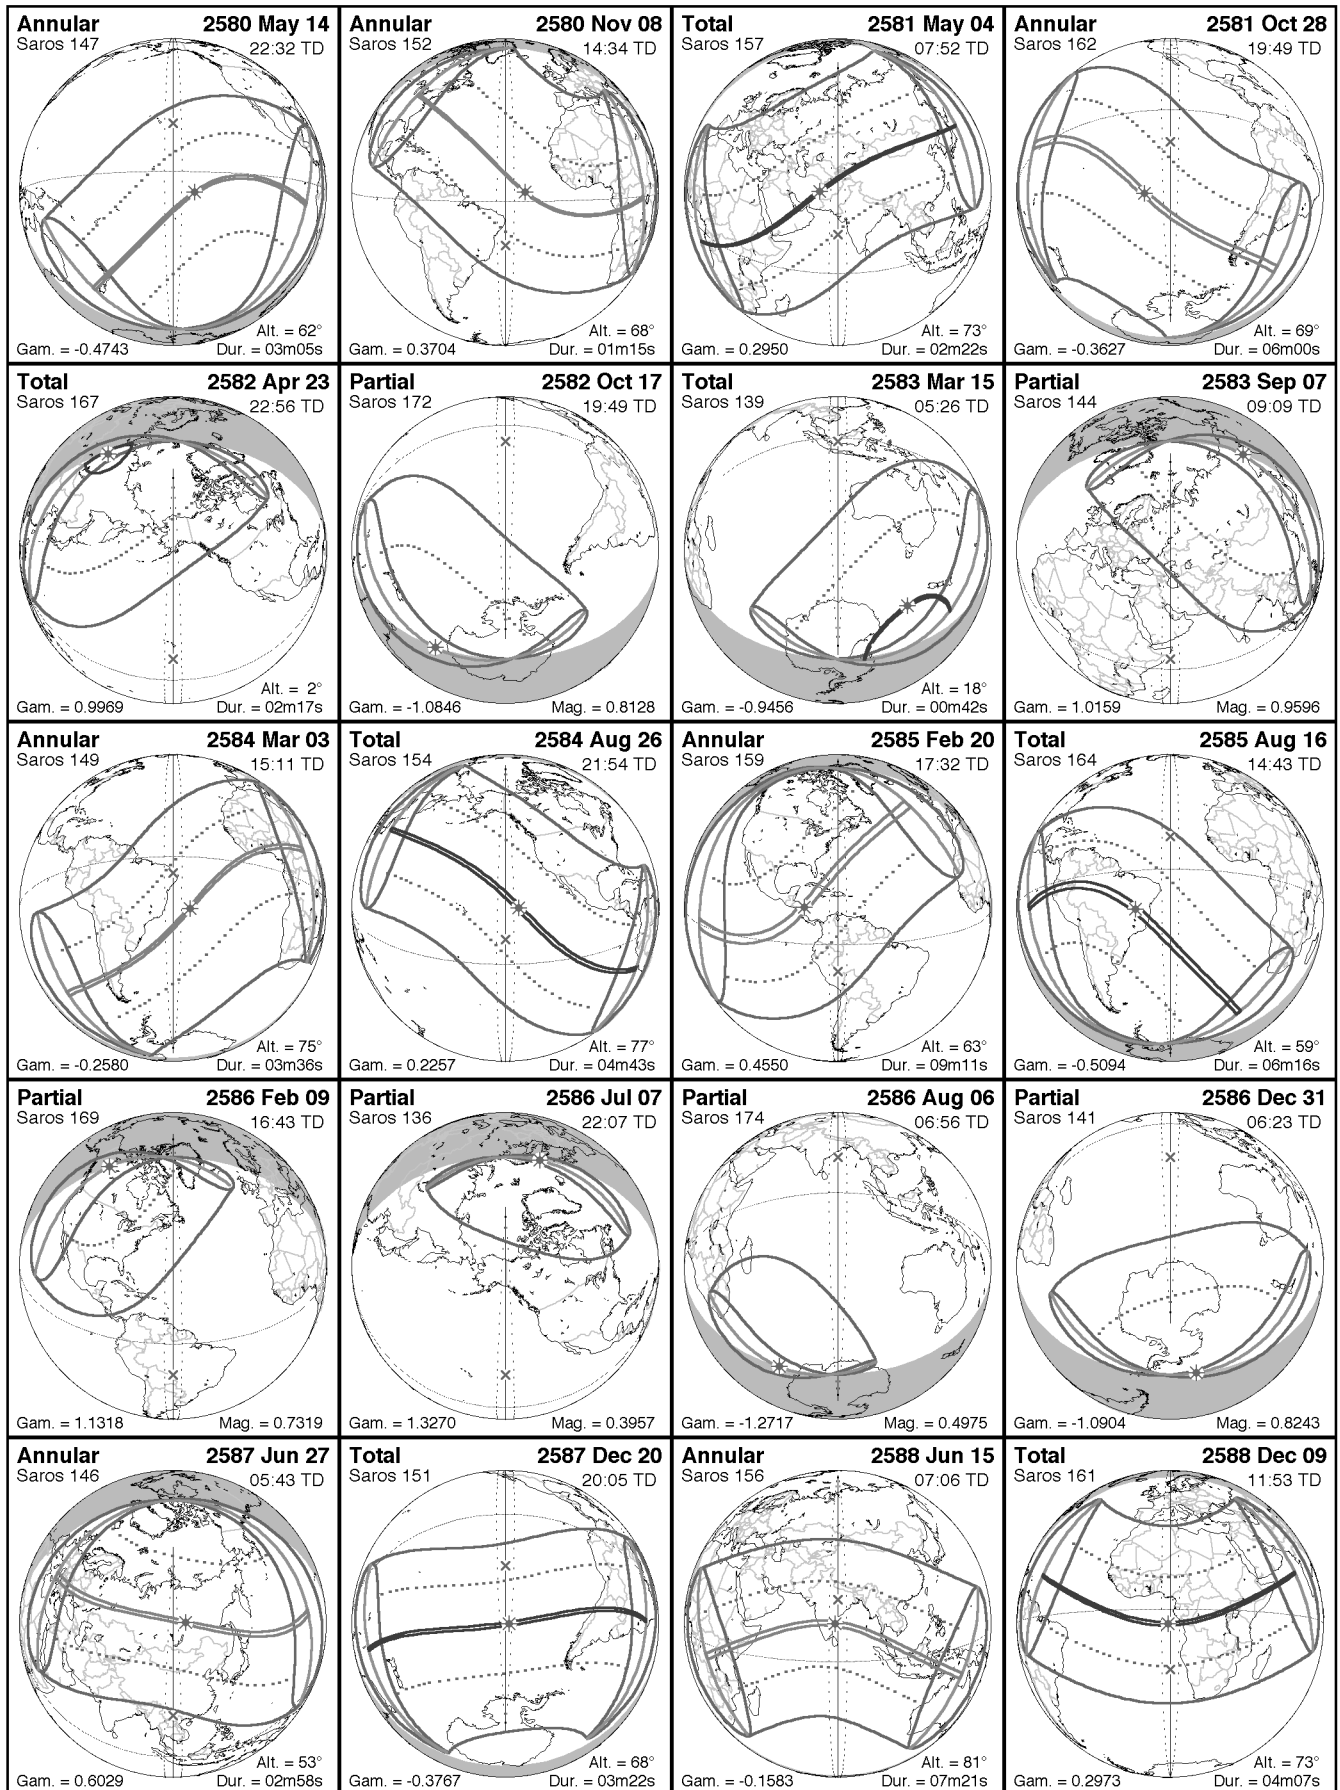 Annular 2580 May 14
Saros 147 22:32 TD
Alt. = 62°
Gam. = -0.4743 Dur. = 03m05s
Annular 2580 Nov 08
Saros 152 14:34 TD
Alt. = 68°
Gam. = 0.3704 Dur. = 01m15s
Total 2581 May 04
Saros 157 07:52 TD
Alt. = 73°
Gam. = 0.2950 Dur. = 02m22s
Annular 2581 Oct 28
Saros 162 19:49 TD
Alt. = 69°
Gam. = -0.3627 Dur. = 06m00s
Total 2582 Apr 23
Saros 167 22:56 TD
Alt. = 2°
Gam. = 0.9969 Dur. = 02m17s
Partial 2582 Oct 17
Saros 172 19:49 TD
Gam. = -1.0846 Mag. = 0.8128
Total 2583 Mar 15
Saros 139 05:26 TD
Alt. = 18°
Gam. = -0.9456 Dur. = 00m42s
Partial 2583 Sep 07
Saros 144 09:09 TD
Gam. = 1.0159 Mag. = 0.9596
Annular 2584 Mar 03
Saros 149 15:11 TD
Alt. = 75°
Gam. = -0.2580 Dur. = 03m36s
Total 2584 Aug 26
Saros 154 21:54 TD
Alt. = 77°
Gam. = 0.2257 Dur. = 04m43s
Annular 2585 Feb 20
Saros 159 17:32 TD
Alt. = 63°
Gam. = 0.4550 Dur. = 09m11s
Total 2585 Aug 16
Saros 164 14:43 TD
Alt. = 59°
Gam. = -0.5094 Dur. = 06m16s
Partial 2586 Feb 09
Saros 169 16:43 TD
Gam. = 1.1318 Mag. = 0.7319
Partial 2586 Jul 07
Saros 136 22:07 TD
Gam. = 1.3270 Mag. = 0.3957
Partial 2586 Aug 06
Saros 174 06:56 TD
Gam. = -1.2717 Mag. = 0.4975
Partial 2586 Dec 31
Saros 141 06:23 TD
Gam. = -1.0904 Mag. = 0.8243
Annular 2587 Jun 27
Saros 146 05:43 TD
Alt. = 53°
Gam. = 0.6029 Dur. = 02m58s
Total 2587 Dec 20
Saros 151 20:05 TD
Alt. = 68°
Gam. = -0.3767 Dur. = 03m22s
Annular 2588 Jun 15
Saros 156 07:06 TD
Alt. = 81°
Gam. = -0.1583 Dur. = 07m21s
Total 2588 Dec 09
Saros 161 11:53 TD
Alt. = 73°
Gam. = 0.2973 Dur. = 04m07s